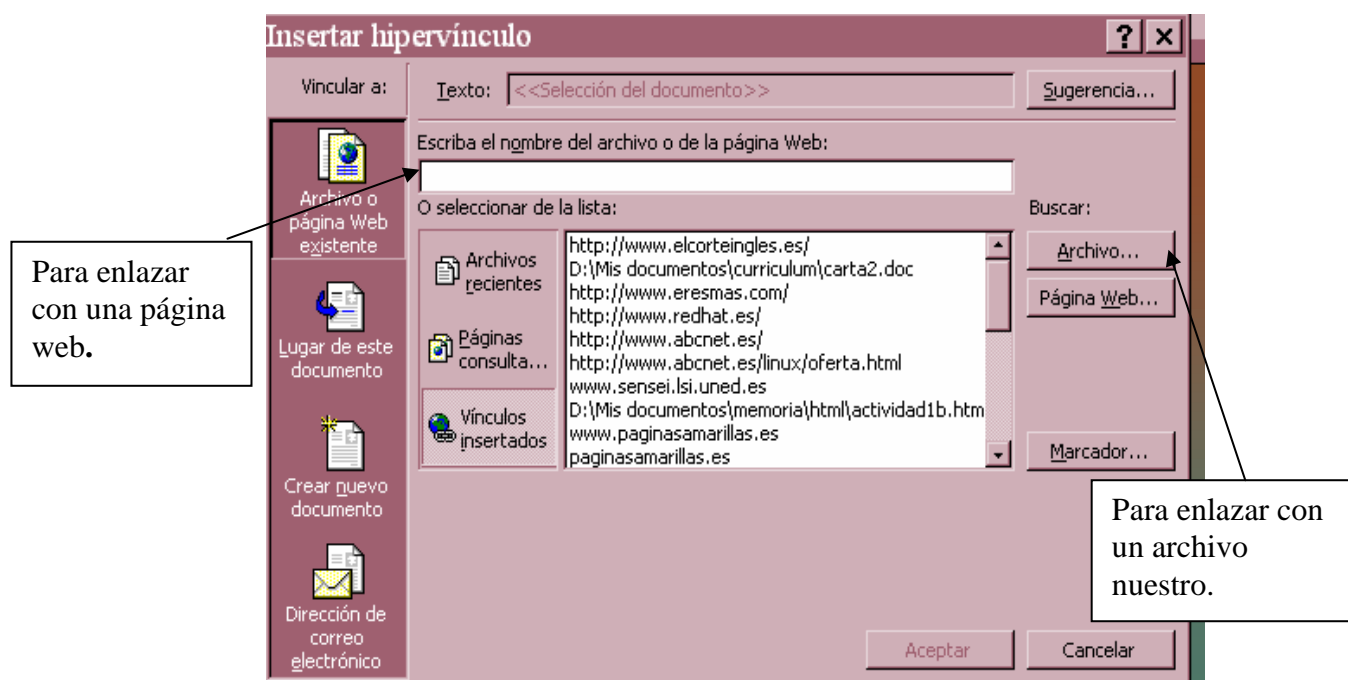 Insertar hipervínculo
Vincular a:
Texto: <<Selección del documento>>
Sugerencia...
Archivo o
página Web
existente
Lugar de este
documento
Crear nuevo
documento
Dirección de
correo
electrónico
Escriba el nombre del archivo o de la página Web:
O seleccionar de la lista:
Archivos
recientes
Páginas
consulta...
Vínculos
insertados
http://www.elcorteingles.es/
D:\Mis documentos\curriculum\carta2.doc
http://www.eresmas.com/
http://www.redhat.es/
http://www.abcnet.es/
http://www.abcnet.es/linux/oferta.html
www.sensei.lsi.uned.es
D:\Mis documentos\memoria\html\actividad1b.htm
www.paginasamarillas.es
paginasamarillas.es
Buscar:
Archivo...
Página Web...
Marcador...
Aceptar
Cancelar
Para enlazar
con una página
web.
Para enlazar con
un archivo
nuestro.